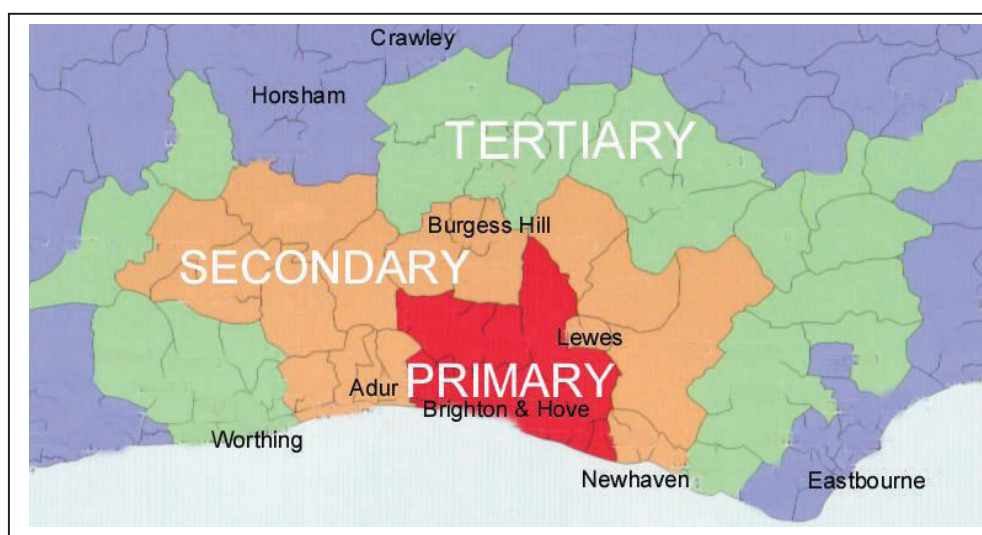 Crawley
Horsham
TERTIARY
Burgess Hill
SECONDARY
Lewes
Adur
PRIMARY
Brighton & Hove
Worthing
Newhaven
Eastbourne